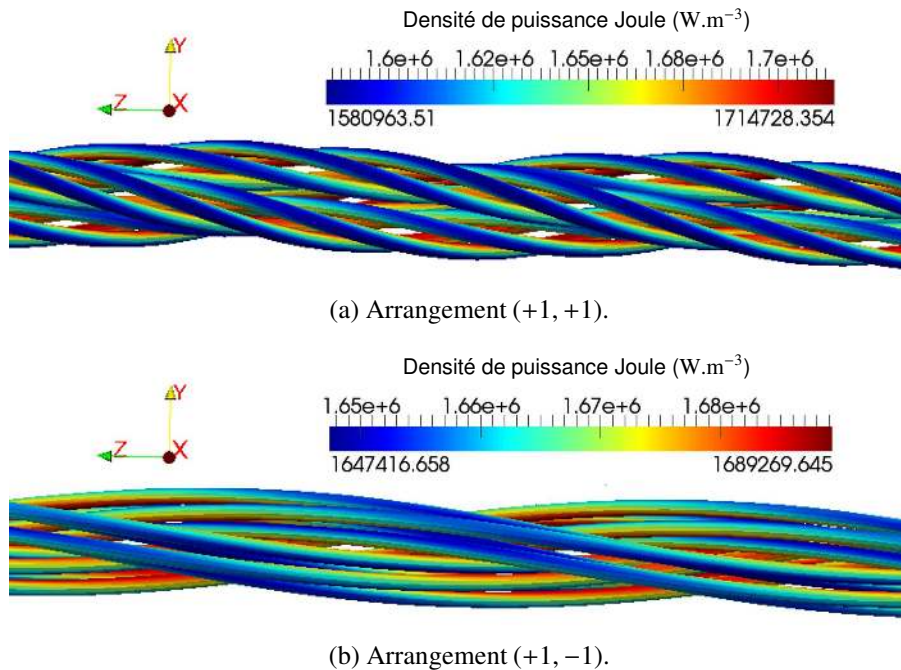 Densité de puissance Joule (W.m⁻³)
1.6e+6 1.62e+6 1.65e+6 1.68e+6 1.7e+6
1580963.51 1714728.354
Y
Z X
(a) Arrangement (+1, +1).
Densité de puissance Joule (W.m⁻³)
1.65e+6 1.66e+6 1.67e+6 1.68e+6
1647416.658 1689269.645
Y
Z X
(b) Arrangement (+1, −1).